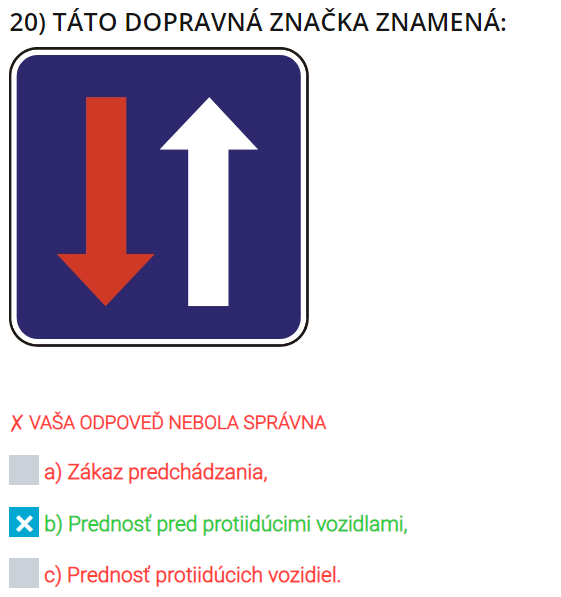 20) TÁTO DOPRAVNÁ ZNAČKA ZNAMENÁ:
✗ VAŠA ODPOVEĎ NEBOLA SPRÁVNA
a) Zákaz predchádzania,
b) Prednosť pred protiidúcimi vozidlami,
c) Prednosť protiidúcich vozidiel.